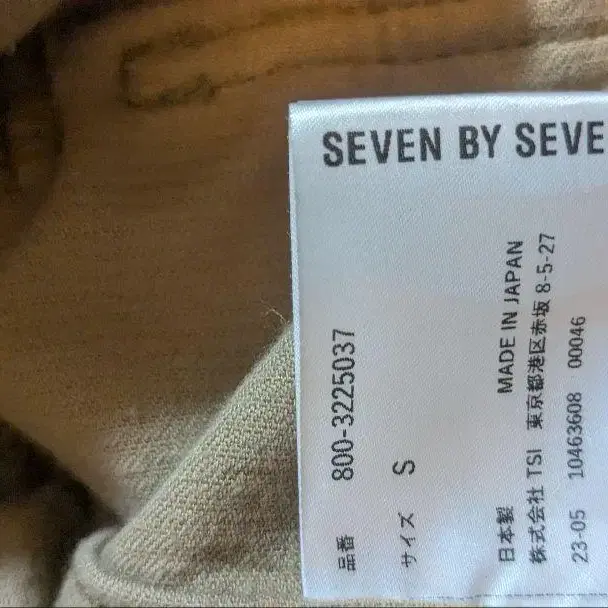 SEVEN BY SEVE
品番 800-3225037
サイズ S
日本製 MADE IN JAPAN
株式会社 TSI 東京都港区赤坂 8-5-27
23-05 10463608 00046